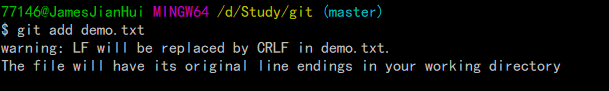 77146@JamesJianHui MINGW64 /d/Study/git (master)
$ git add demo.txt
warning: LF will be replaced by CRLF in demo.txt.
The file will have its original line endings in your working directory